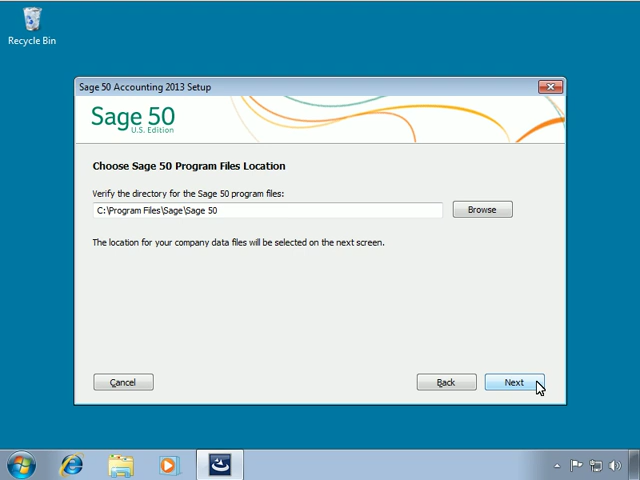 Recycle Bin
Sage 50 Accounting 2013 Setup
Sage 50
U.S. Edition
Choose Sage 50 Program Files Location
Verify the directory for the Sage 50 program files:
C:\Program Files\Sage\Sage 50
Browse
The location for your company data files will be selected on the next screen.
Cancel
Back
Next